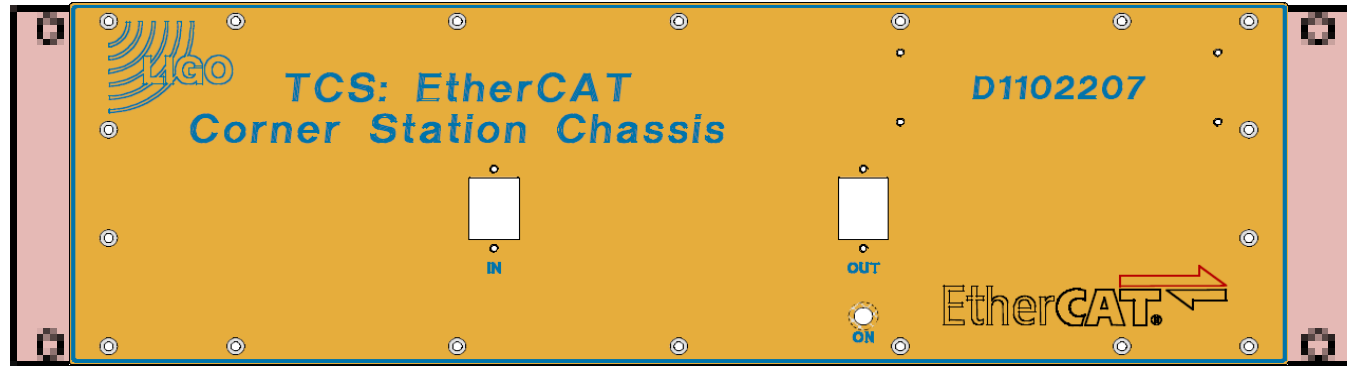 LIGO
TCS: EtherCAT
Corner Station Chassis
D1102207
IN
OUT
ON
EtherCAT®